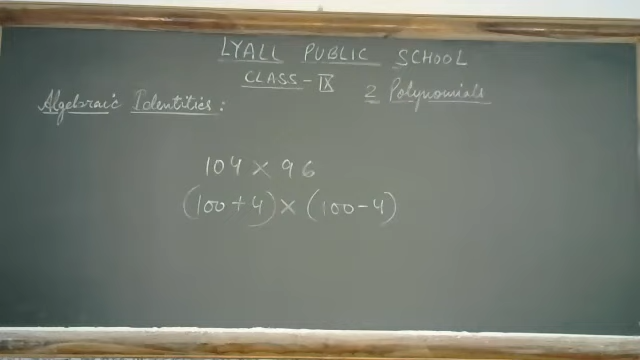 LYALL PUBLIC SCHOOL
CLASS - IX 2 Polynomials
Algebraic Identities :
104 × 96
(100 + 4) × (100 - 4)